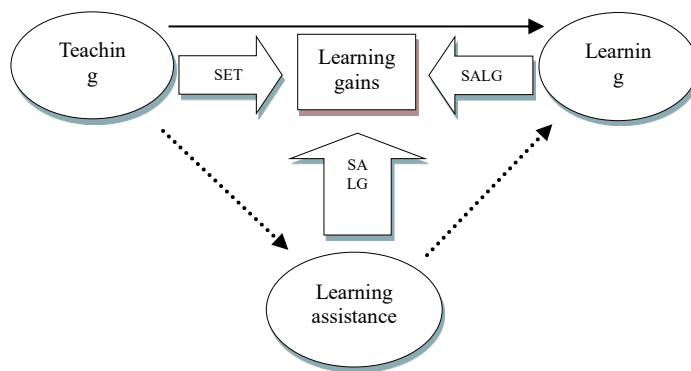 Teachin
g
SET
Learning
gains
SALG
Learnin
g
SA
LG
Learning
assistance